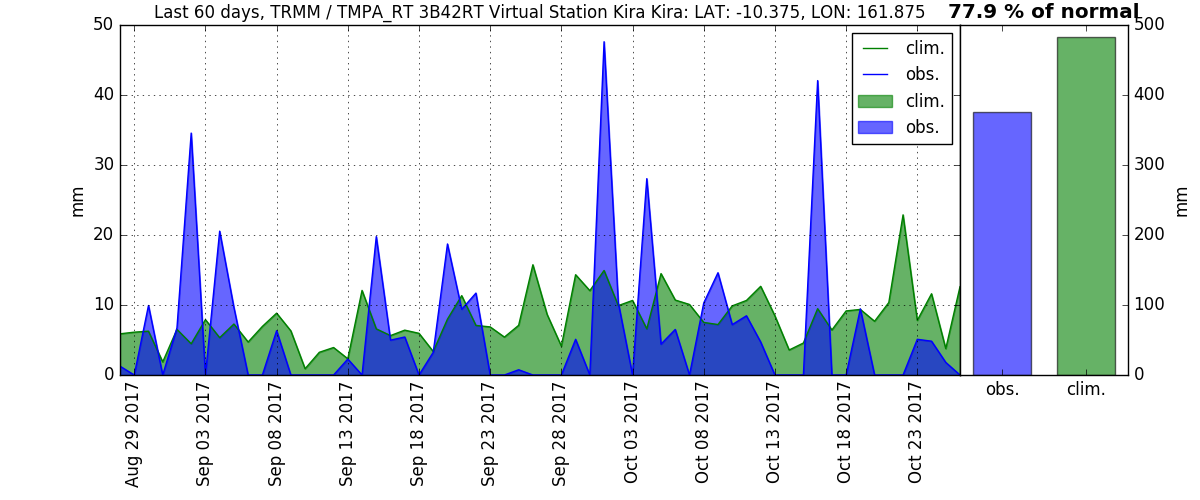 Last 60 days, TRMM / TMPA_RT 3B42RT Virtual Station Kira Kira: LAT: -10.375, LON: 161.875
77.9 % of normal
50
40
30
20
10
0
mm
clim.
obs.
clim.
obs.
500
400
300
200
100
0
mm
obs.
clim.
Aug 29 2017
Sep 03 2017
Sep 08 2017
Sep 13 2017
Sep 18 2017
Sep 23 2017
Sep 28 2017
Oct 03 2017
Oct 08 2017
Oct 13 2017
Oct 18 2017
Oct 23 2017